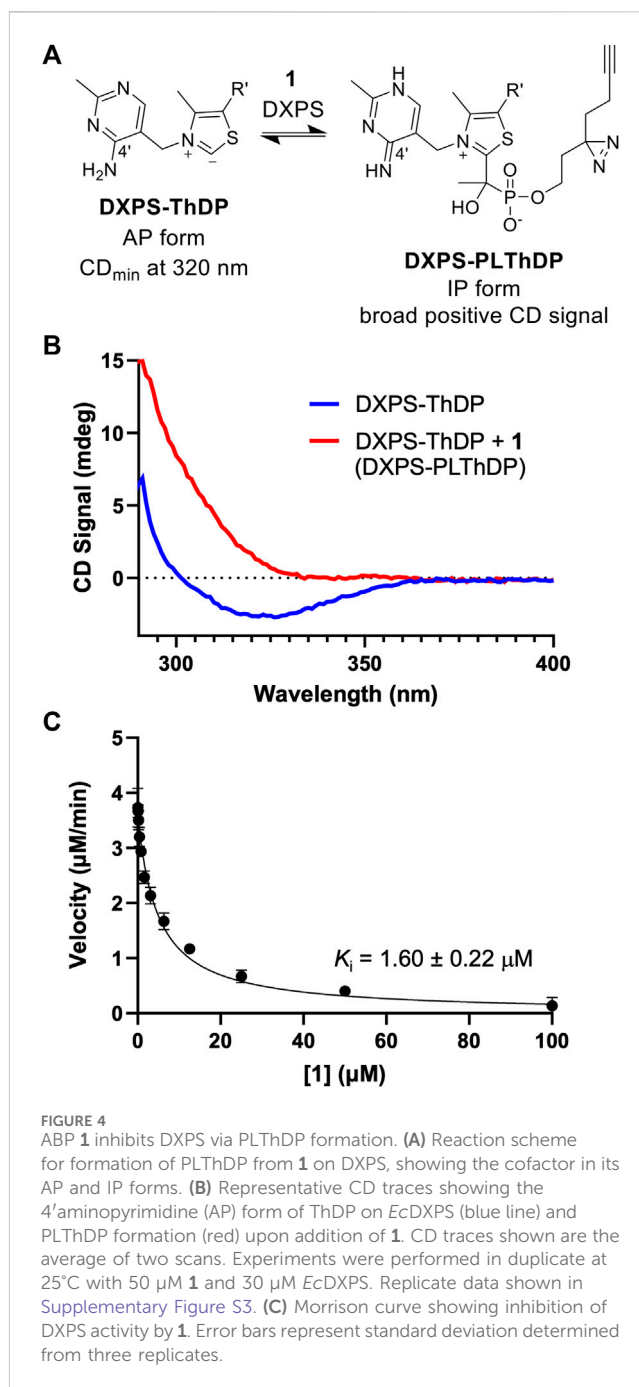 A
1
DXPS
H
N
R'
N
N
N
+
S
–
H2N
4'
N
N
HN
4'
N
+
S
R'
HO
O
P
O
O-
N
N
DXPS-ThDP
AP form
CDmin at 320 nm
DXPS-PLThDP
IP form
broad positive CD signal
B
15
10
5
0
CD Signal (mdeg)
DXPS-ThDP
DXPS-ThDP + 1
(DXPS-PLThDP)
300
350
400
Wavelength (nm)
C
5
4
3
2
1
0
Velocity (µM/min)
Ki = 1.60 ± 0.22 µM
0
20
40
60
80
100
[1] (µM)
FIGURE 4
ABP 1 inhibits DXPS via PLThDP formation. (A) Reaction scheme
for formation of PLThDP from 1 on DXPS, showing the cofactor in its
AP and IP forms. (B) Representative CD traces showing the
4′aminopyrimidine (AP) form of ThDP on EcDXPS (blue line) and
PLThDP formation (red) upon addition of 1. CD traces shown are the
average of two scans. Experiments were performed in duplicate at
25°C with 50 µM 1 and 30 µM EcDXPS. Replicate data shown in
Supplementary Figure S3. (C) Morrison curve showing inhibition of
DXPS activity by 1. Error bars represent standard deviation determined
from three replicates.